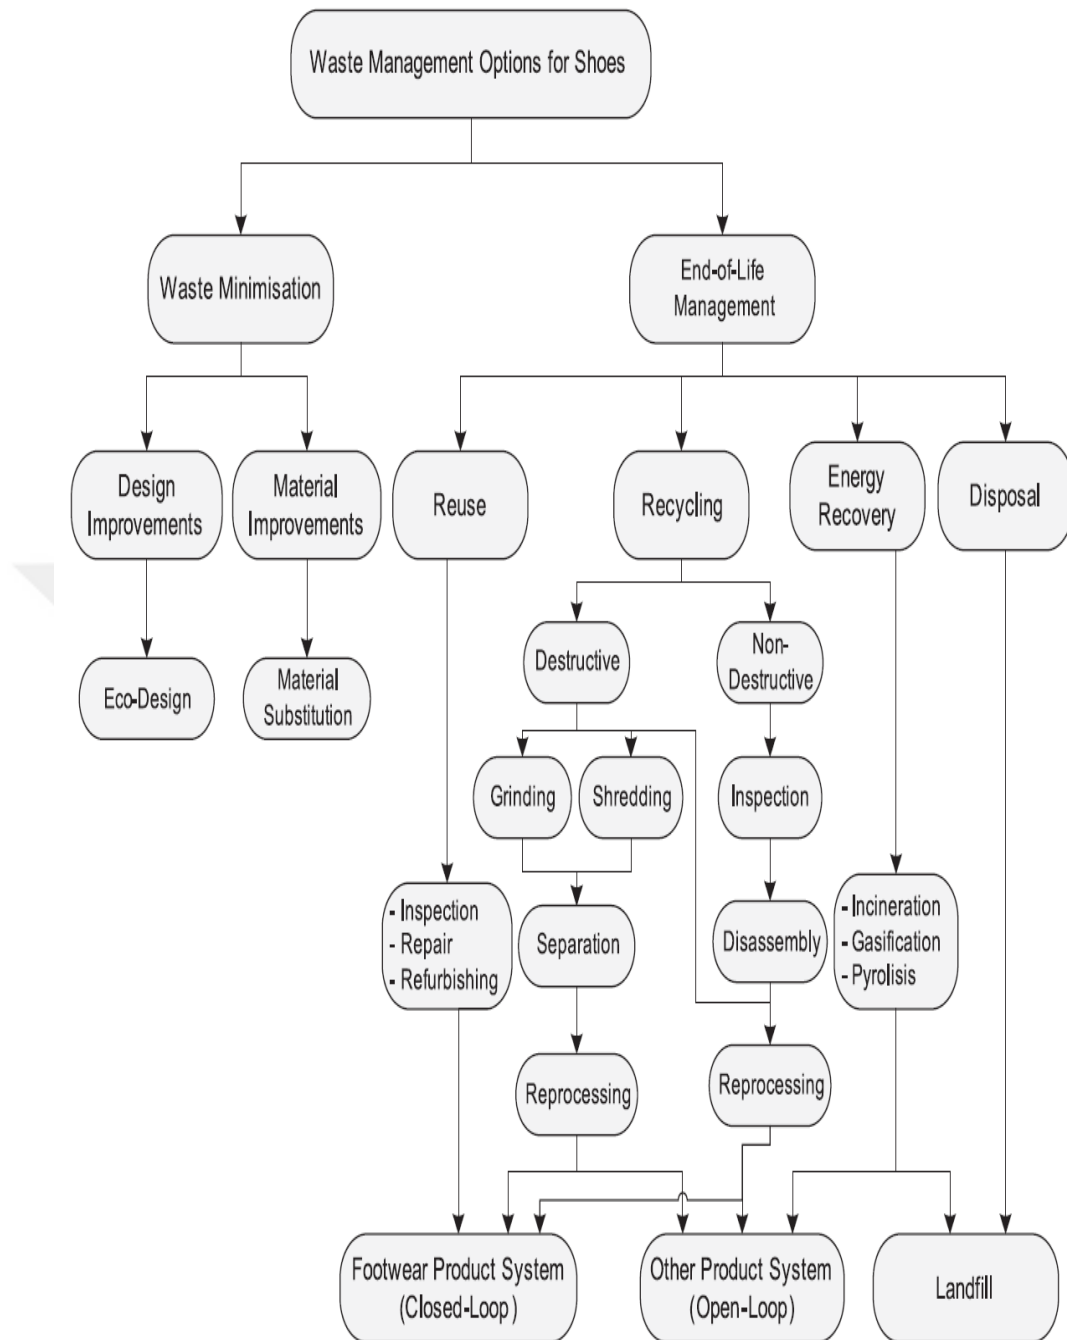 Waste Management Options for Shoes
Waste Minimisation
End-of-Life
Management
Design
Improvements
Material
Improvements
Reuse
Recycling
Energy
Recovery
Disposal
Destructive
Non-
Destructive
Eco-Design
Material
Substitution
Grinding
Shredding
Inspection
- Inspection
- Repair
- Refurbishing
Separation
Disassembly
- Incineration
- Gasification
- Pyrolisis
Reprocessing
Reprocessing
Footwear Product System
(Closed-Loop)
Other Product System
(Open-Loop)
Landfill